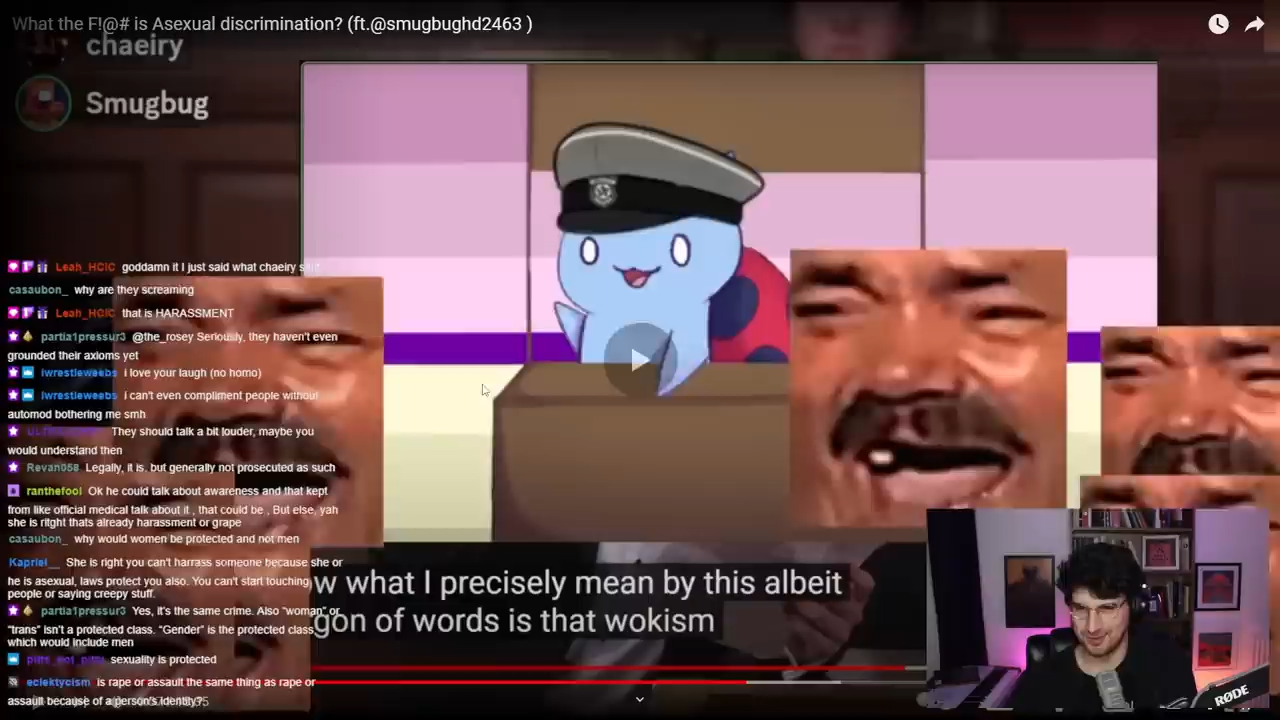 What the F!@# is Asexual discrimination? (ft.@smugbughd2463 )
chaeiry
Smugbug
Leah_HCIC goddamn it I just said what chaeiry
casaubon_ why are they screaming
Leah_HCIC that is HARASSMENT
partia1pressur3 @the_rosey Seriously, they haven't even
grounded their axioms yet
iwrestleweebs i love your laugh (no homo)
iwrestleweebs i can't even compliment people without
automod bothering me smh
They should talk a bit louder, maybe you
would understand then
Revan058 Legally, it is. but generally not prosecuted as such
ranthefool Ok he could talk about awareness and that kept
from like official medical talk about it , that could be , But else, yah
she is ritght thats already harassment or grape
casaubon_ why would women be protected and not men
Kapriel__ She is right you can't harrass someone because she or
he is asexual, laws protect you also. You can't start touching
people or saying creepy stuff.
partia1pressur3 Yes, it's the same crime. Also "woman" or
"trans" isn't a protected class. "Gender" is the protected class
which would include men
sexuality is protected
eclektycism is rape or assault the same thing as rape or
assault because of a person's identity?
w what I precisely mean by this albeit
gon of words is that wokism
RØDE